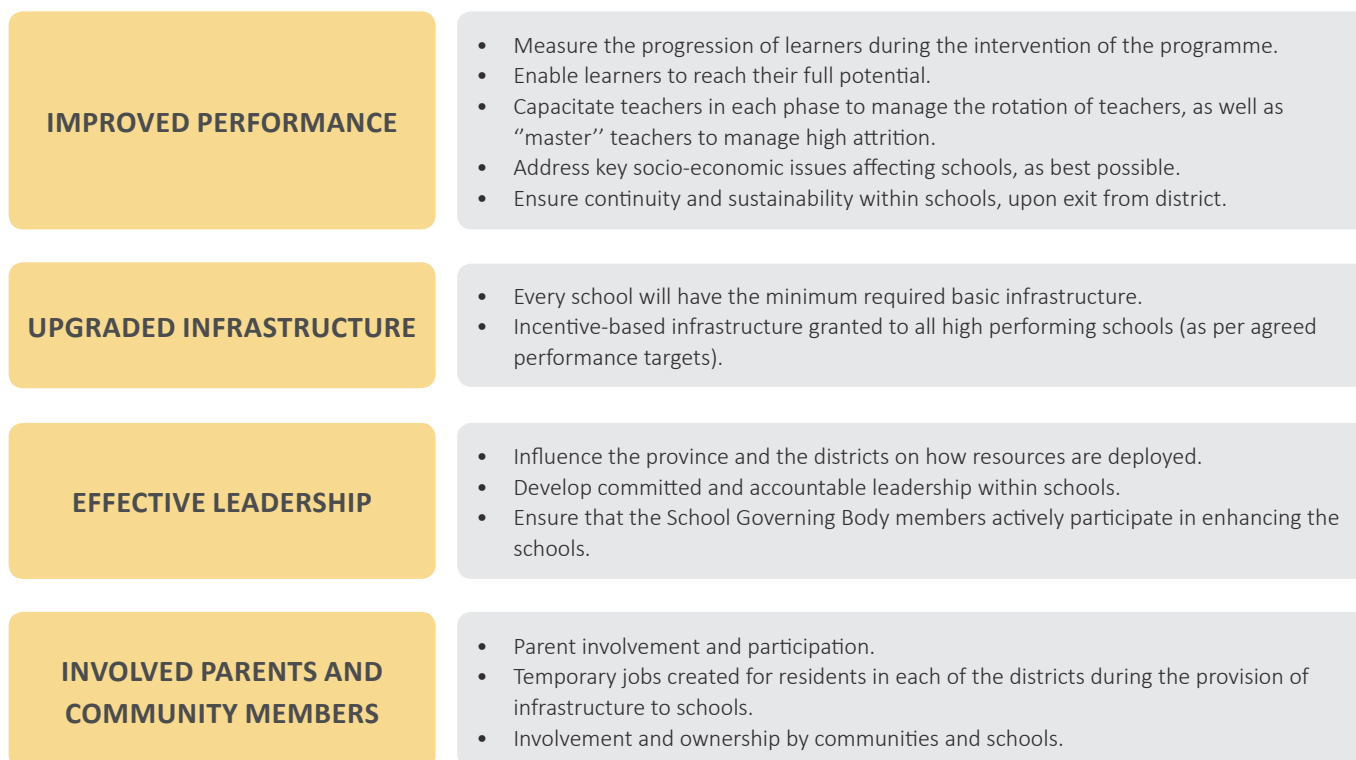 IMPROVED PERFORMANCE
• Measure the progression of learners during the intervention of the programme.
• Enable learners to reach their full potential.
• Capacitate teachers in each phase to manage the rotation of teachers, as well as
‘’master’’ teachers to manage high attrition.
• Address key socio-economic issues affecting schools, as best possible.
• Ensure continuity and sustainability within schools, upon exit from district.
UPGRADED INFRASTRUCTURE
• Every school will have the minimum required basic infrastructure.
• Incentive-based infrastructure granted to all high performing schools (as per agreed
performance targets).
EFFECTIVE LEADERSHIP
• Influence the province and the districts on how resources are deployed.
• Develop committed and accountable leadership within schools.
• Ensure that the School Governing Body members actively participate in enhancing the
schools.
INVOLVED PARENTS AND
COMMUNITY MEMBERS
• Parent involvement and participation.
• Temporary jobs created for residents in each of the districts during the provision of
infrastructure to schools.
• Involvement and ownership by communities and schools.